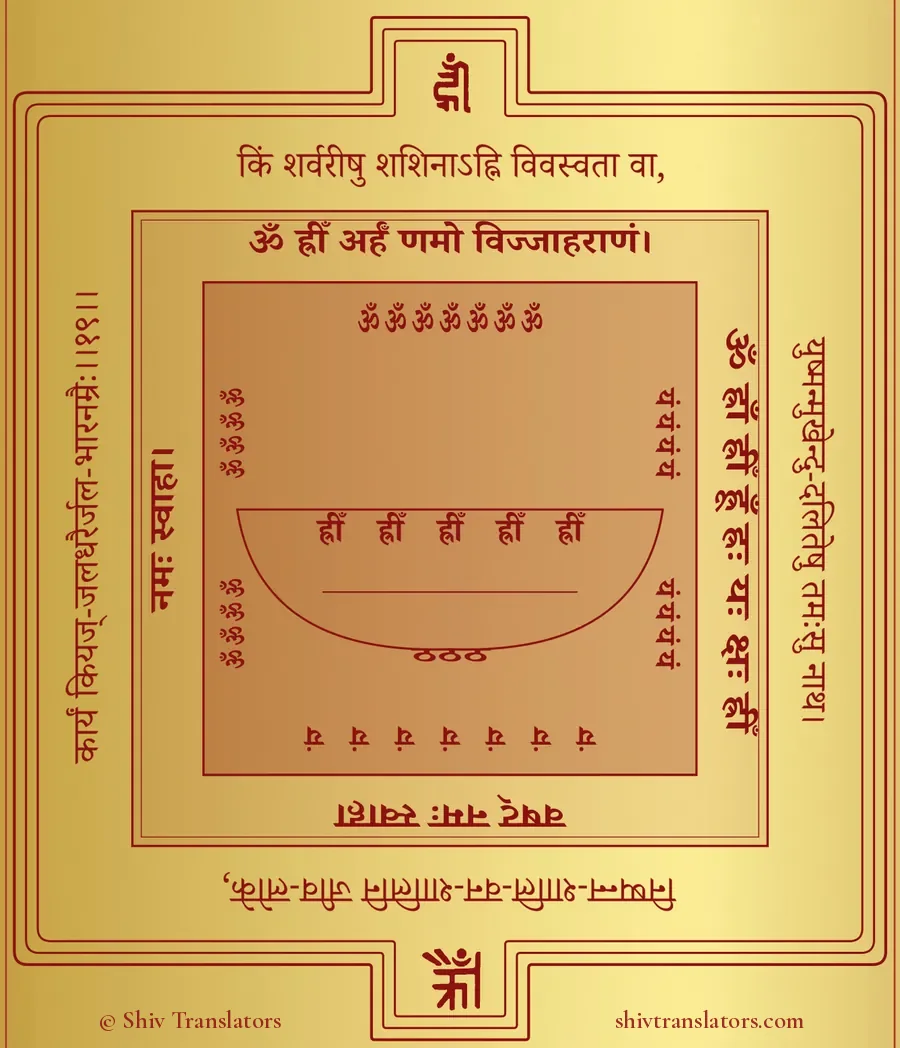 किं शर्वरीषु शशिनाऽह्नि विवस्वता वा,
युष्मन्मुखेन्दु-दलितेषु तमःसु नाथ।
निष्पन्न-शालि-वन-शालिनि जीव-लोके,
कार्यं कियज्-जलधरैर्जल-भारनम्रैः।।१९।।
ॐ ह्रीँ अर्हँ णमो विज्जाहराणं।
ॐ ह्राँ ह्रीँ ह्रूँ ह्रः यः क्षः ह्रीँ
वषट् नमः स्वाहा
नमः स्वाहा।
ॐ ॐ ॐ ॐ ॐ ॐ ॐ
यं यं यं यं
यं यं यं यं
यं यं यं यं यं यं यं
ॐ ॐ ॐ ॐ
ॐ ॐ ॐ ॐ
ह्रीँ ह्रीँ ह्रीँ ह्रीँ ह्रीँ
© Shiv Translators
shivtranslators.com